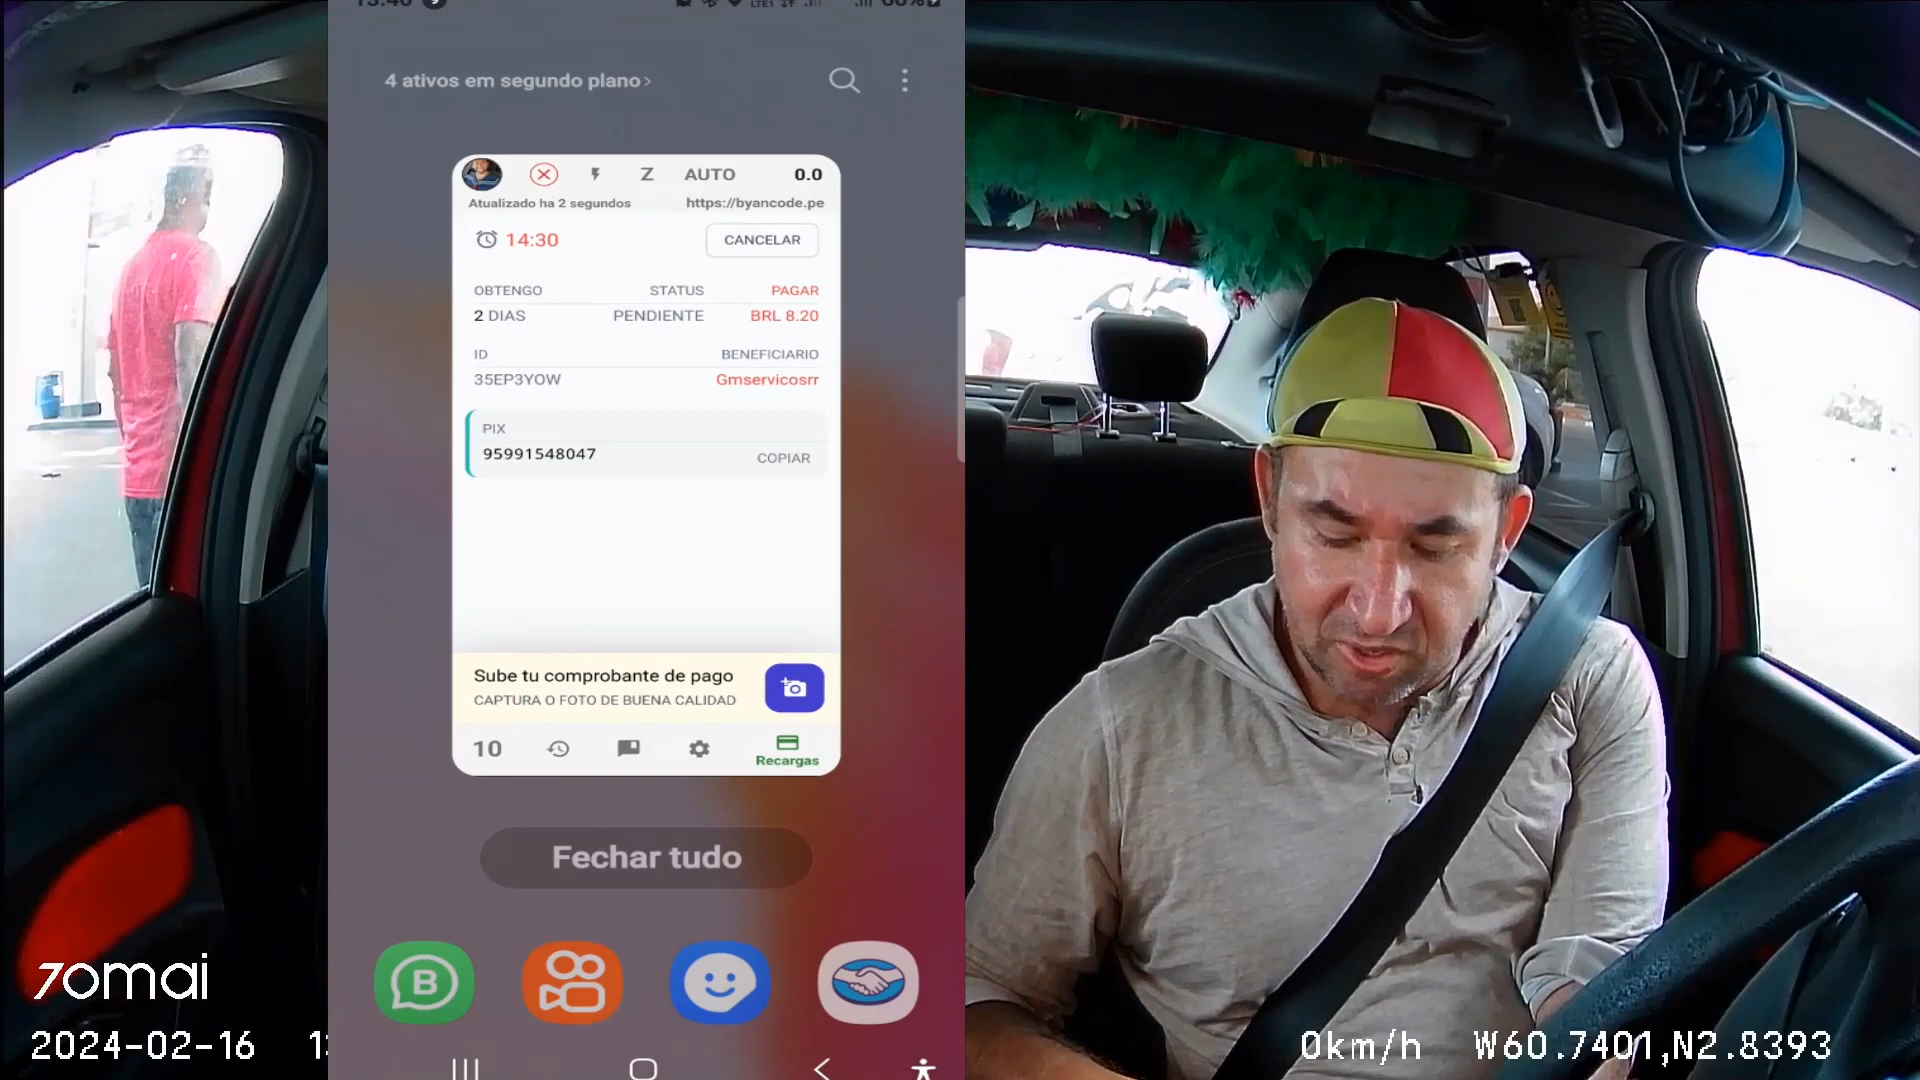 4 ativos em segundo plano >
AUTO
0.0
Atualizado ha 2 segundos
https://byancode.pe
14:30
CANCELAR
OBTENGO
STATUS
PAGAR
2 DIAS
PENDIENTE
BRL 8.20
ID
BENEFICIARIO
35EP3YOW
Gmservicosrr
PIX
95991548047
COPIAR
Sube tu comprobante de pago
CAPTURA O FOTO DE BUENA CALIDAD
10
Recargas
Fechar tudo
B
70mai
2024-02-16
0km/h
W60.7401,N2.8393